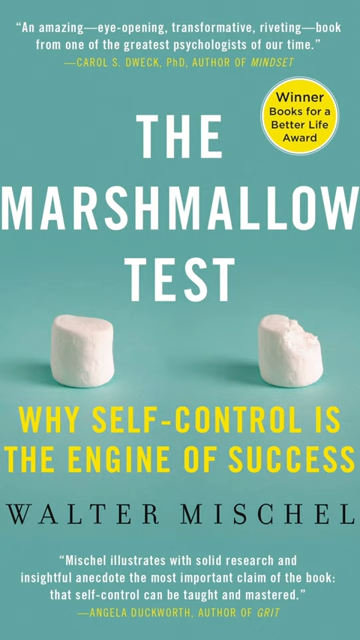 “An amazing—eye-opening, transformative, riveting—book
from one of the greatest psychologists of our time.”
—CAROL S. DWECK, PhD, AUTHOR OF MINDSET
Winner
Books for a
Better Life
Award
THE
MARSHMALLOW
TEST
WHY SELF-CONTROL IS
THE ENGINE OF SUCCESS
WALTER MISCHEL
“Mischel illustrates with solid research and
insightful anecdote the most important claim of the book:
that self-control can be taught and mastered.”
—ANGELA DUCKWORTH, AUTHOR OF GRIT